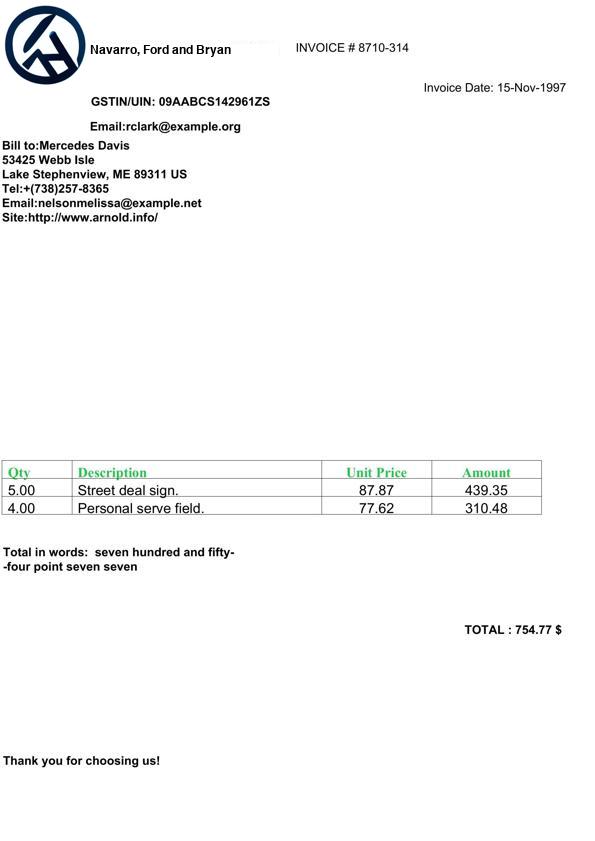 Navarro, Ford and Bryan
INVOICE # 8710-314
Invoice Date: 15-Nov-1997
GSTIN/UIN: 09AABCS142961ZS
Email:rclark@example.org
Bill to:Mercedes Davis
53425 Webb Isle
Lake Stephenview, ME 89311 US
Tel:+(738)257-8365
Email:nelsonmelissa@example.net
Site:http://www.arnold.info/
Qty Description Unit Price Amount
5.00 Street deal sign. 87.87 439.35
4.00 Personal serve field. 77.62 310.48
Total in words:  seven hundred and fifty-
-four point seven seven
TOTAL : 754.77 $
Thank you for choosing us!